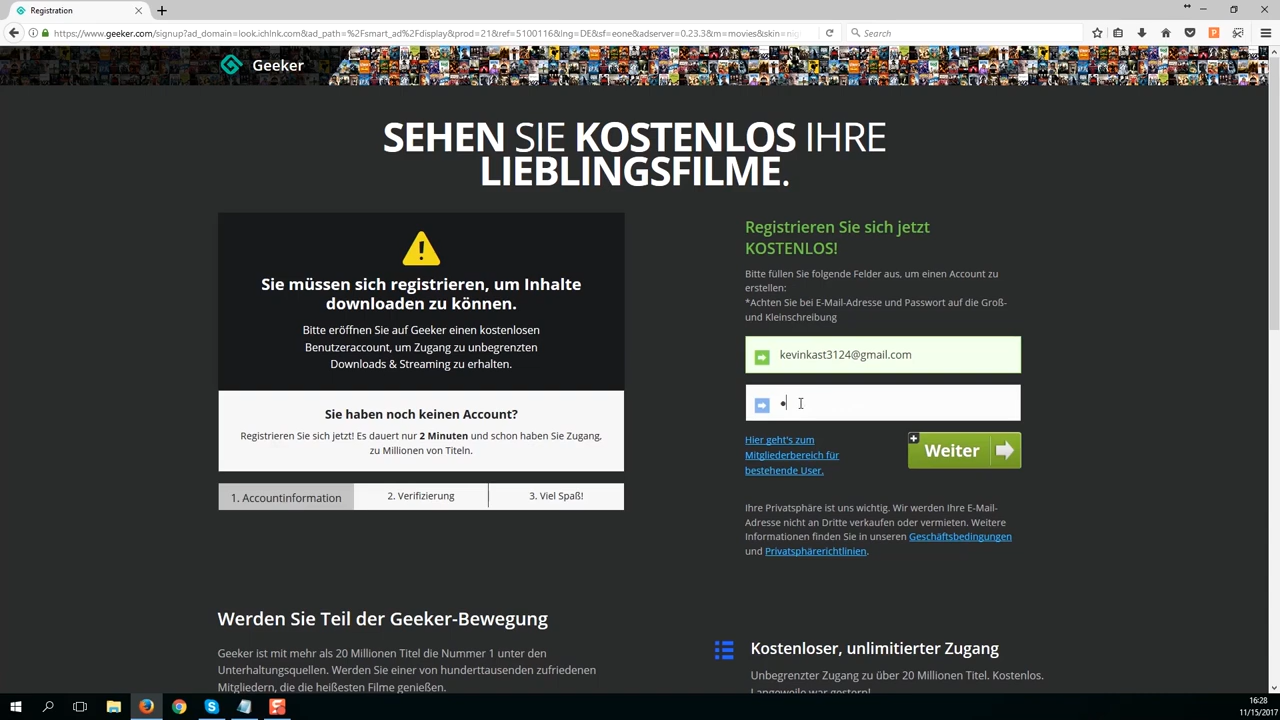 Registration
https://www.geeker.com/signup?ad_domain=look.ichlnk.com&ad_path=%2Fsmart_ad%2Fdisplay&prod=21&ref=5100116&lng=DE&sf=eone&adserver=0.23.3&m=movies&skin=nig
Search
Geeker
SEHEN SIE KOSTENLOS IHRE
LIEBLINGSFILME.
Sie müssen sich registrieren, um Inhalte
downloaden zu können.
Bitte eröffnen Sie auf Geeker einen kostenlosen
Benutzeraccount, um Zugang zu unbegrenzten
Downloads & Streaming zu erhalten.
Sie haben noch keinen Account?
Registrieren Sie sich jetzt! Es dauert nur 2 Minuten und schon haben Sie Zugang,
zu Millionen von Titeln.
1. Accountinformation
2. Verifizierung
3. Viel Spaß!
Registrieren Sie sich jetzt
KOSTENLOS!
Bitte füllen Sie folgende Felder aus, um einen Account zu
erstellen:
*Achten Sie bei E-Mail-Adresse und Passwort auf die Groß-
und Kleinschreibung
kevinkast3124@gmail.com
Hier geht's zum
Mitgliederbereich für
bestehende User.
Weiter
Ihre Privatsphäre ist uns wichtig. Wir werden Ihre E-Mail-
Adresse nicht an Dritte verkaufen oder vermieten. Weitere
Informationen finden Sie in unseren Geschäftsbedingungen
und Privatsphärerichtlinien.
Werden Sie Teil der Geeker-Bewegung
Geeker ist mit mehr als 20 Millionen Titel die Nummer 1 unter den
Unterhaltungsquellen. Werden Sie einer von hunderttausenden zufriedenen
Mitgliedern, die die heißesten Filme genießen.
Kostenloser, unlimitierter Zugang
Unbegrenzter Zugang zu über 20 Millionen Titel. Kostenlos.
Langeweile war gestern!
16:28
11/15/2017